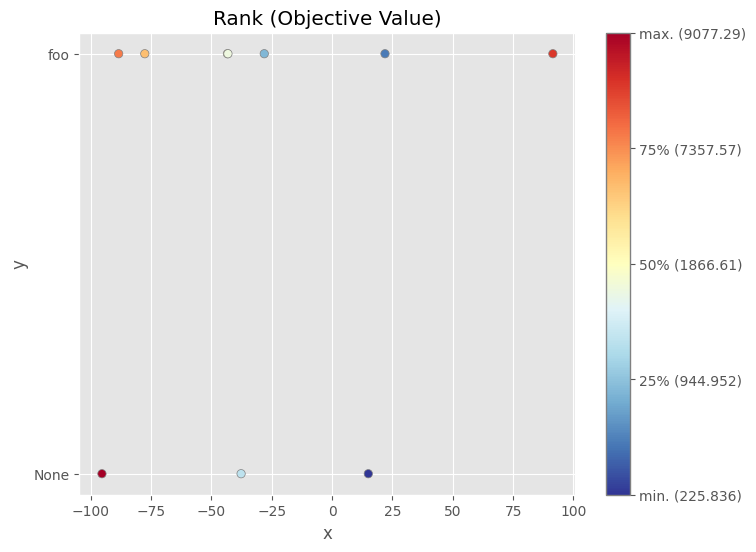 Rank (Objective Value)
foo
None
y
−100
−75
−50
−25
0
25
50
75
100
x
max. (9077.29)
75% (7357.57)
50% (1866.61)
25% (944.952)
min. (225.836)